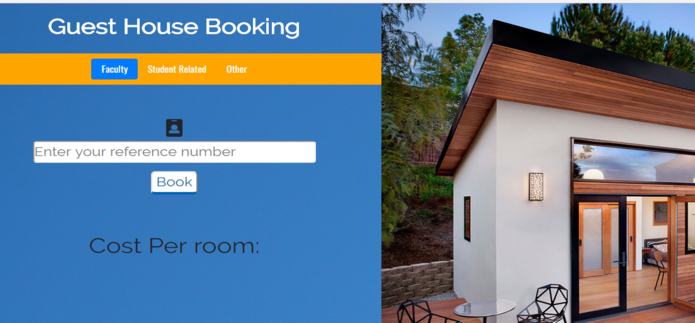 Guest House Booking
Faculty Student Related Other
Enter your reference number
Book
Cost Per room: